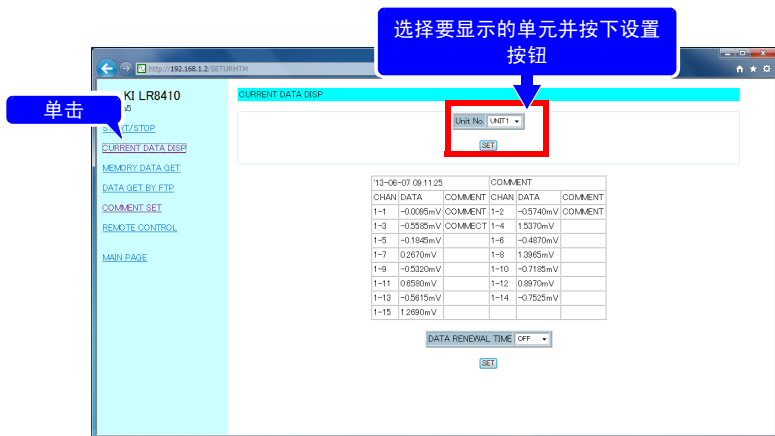 选择要显示的单元并按下设置
按钮
http://192.168.1.2/SETUP.HTM
单击
KI LR8410
CURRENT DATA DISP
T/STOP
CURRENT DATA DISP
MEMORY DATA GET
DATA GET BY FTP
COMMENT SET
REMOTE CONTROL
MAIN PAGE
Unit No. UNIT1
SET
'13-06-07 09:11:25 COMMENT
CHAN DATA COMMENT CHAN DATA COMMENT
1-1 -0.0095mV COMMENT 1-2 -0.5740mV COMMENT
1-3 -0.5585mV COMMECT 1-4 1.5370mV
1-5 -0.1845mV 1-6 -0.4870mV
1-7 0.2670mV 1-8 1.3965mV
1-9 -0.5320mV 1-10 -0.7185mV
1-11 0.6580mV 1-12 0.8970mV
1-13 -0.5615mV 1-14 -0.7525mV
1-15 1.2690mV
DATA RENEWAL TIME OFF
SET